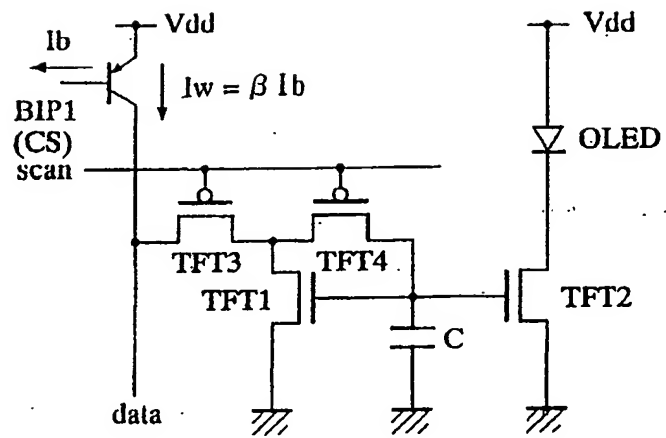 Vdd
Ib
Iw = β Ib
BIP1
(CS)
scan
TFT3
TFT4
TFT1
C
data
Vdd
OLED
TFT2